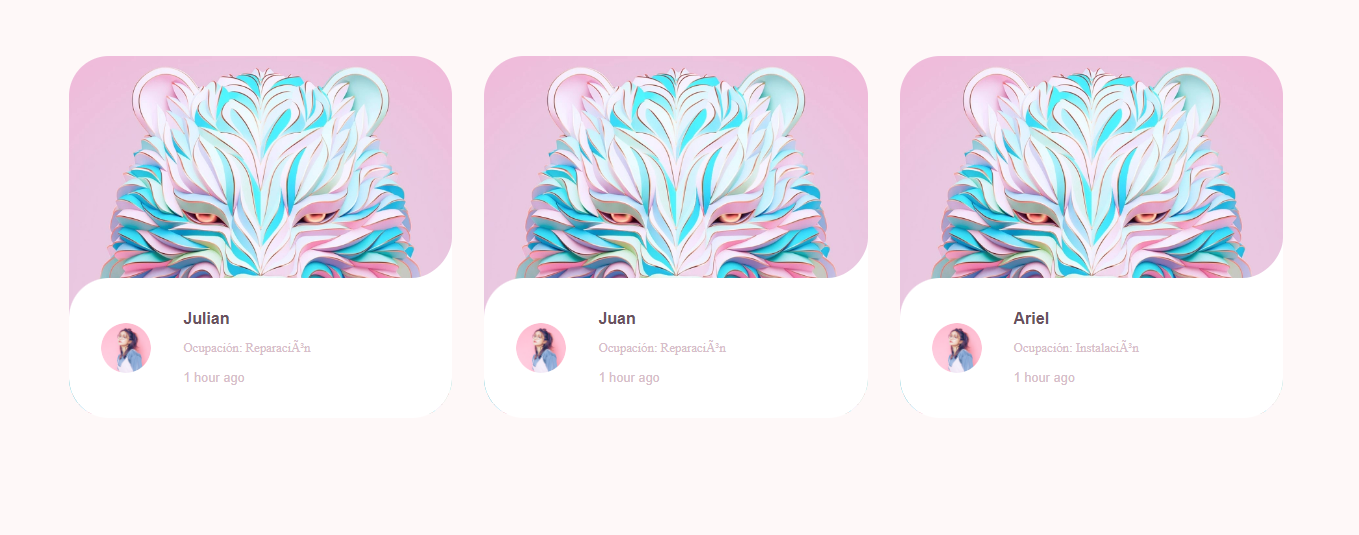 Julian
Ocupación: ReparaciÃ³n
1 hour ago
Juan
Ocupación: ReparaciÃ³n
1 hour ago
Ariel
Ocupación: InstalaciÃ³n
1 hour ago